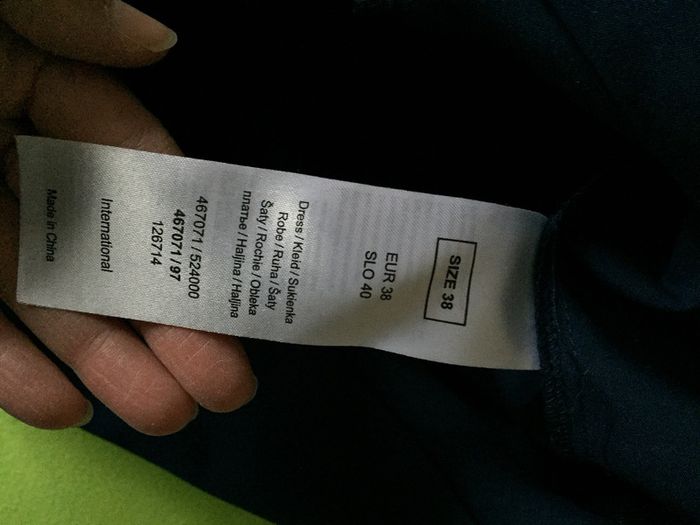 SIZE 38
EUR 38
SLO 40
Dress / Kleid / Sukienka
Robe / Ruha / Šaty
Šaty / Rochie / Obleka
платье / Haljina / Haljina
467071 / 524000
467071 / 97
126714
International
Made in China